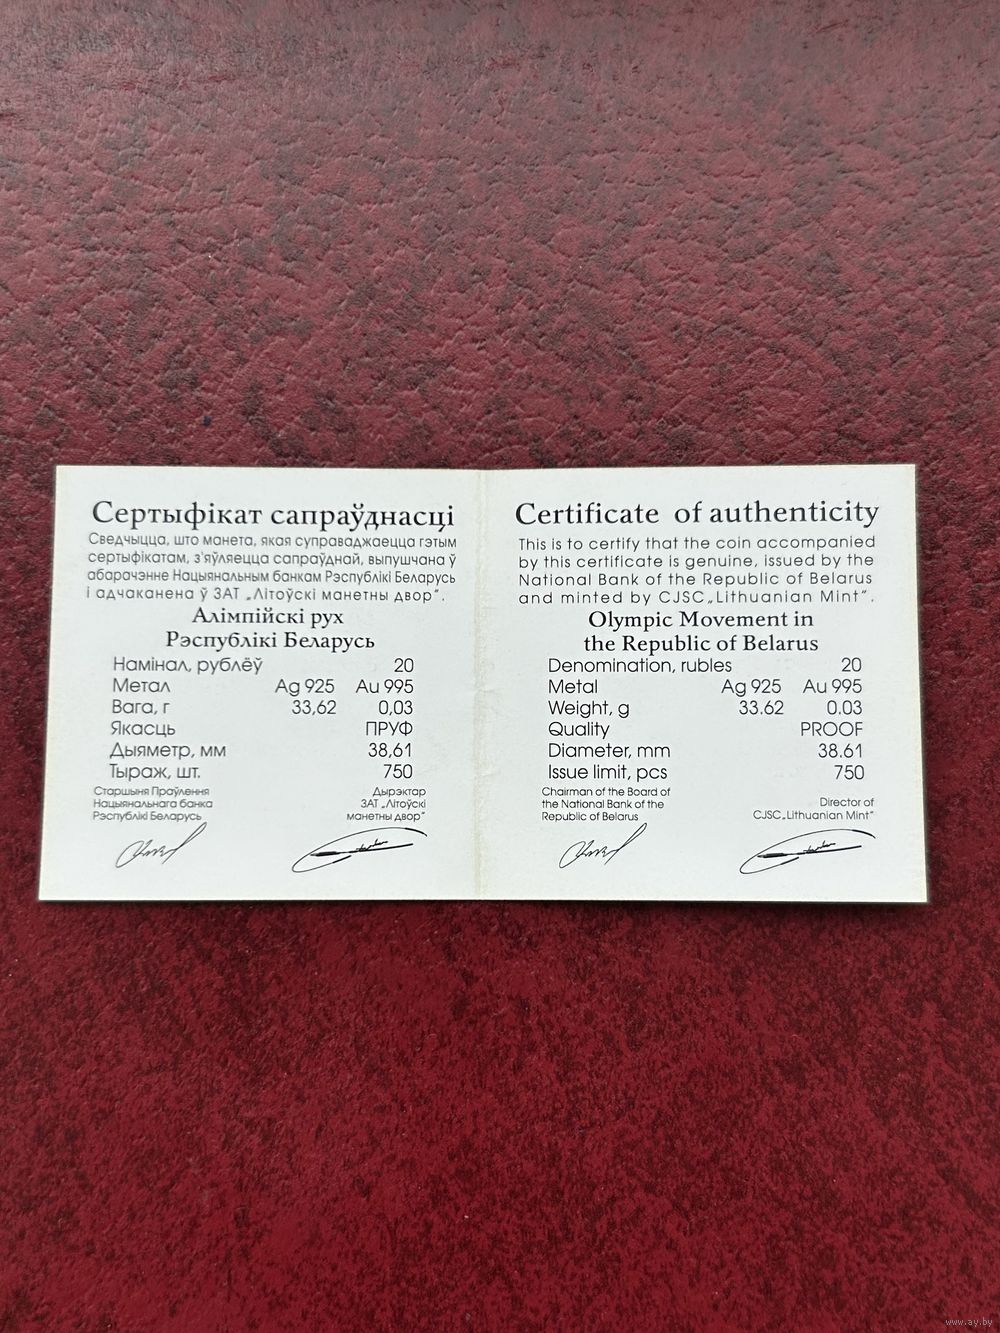 Сертыфікат сапраўднасці
Сведчыцца, што манета, якая суправаджаецца гэтым
сертыфікатам, з'яўляецца сапраўднай, выпушчана ў
абарачэнне Нацыянальным банкам Рэспублікі Беларусь
і адчаканена ў ЗАТ „Літоўскі манетны двор".
Алімпійскі рух
Рэспублікі Беларусь
Намінал, рублёў 20
Метал Ag 925 Au 995
Вага, г 33,62 0,03
Якасць ПРУФ
Дыяметр, мм 38,61
Тыраж, шт. 750
Старшыня Праўлення
Нацыянальнага банка
Рэспублікі Беларусь
Дырэктар
ЗАТ „Літоўскі
манетны двор"
Certificate of authenticity
This is to certify that the coin accompanied
by this certificate is genuine, issued by the
National Bank of the Republic of Belarus
and minted by CJSC„Lithuanian Mint".
Olympic Movement in
the Republic of Belarus
Denomination, rubles 20
Metal Ag 925 Au 995
Weight, g 33.62 0.03
Quality PROOF
Diameter, mm 38.61
Issue limit, pcs 750
Chairman of the Board of
the National Bank of the
Republic of Belarus
Director of
CJSC„Lithuanian Mint"
www.ay.by